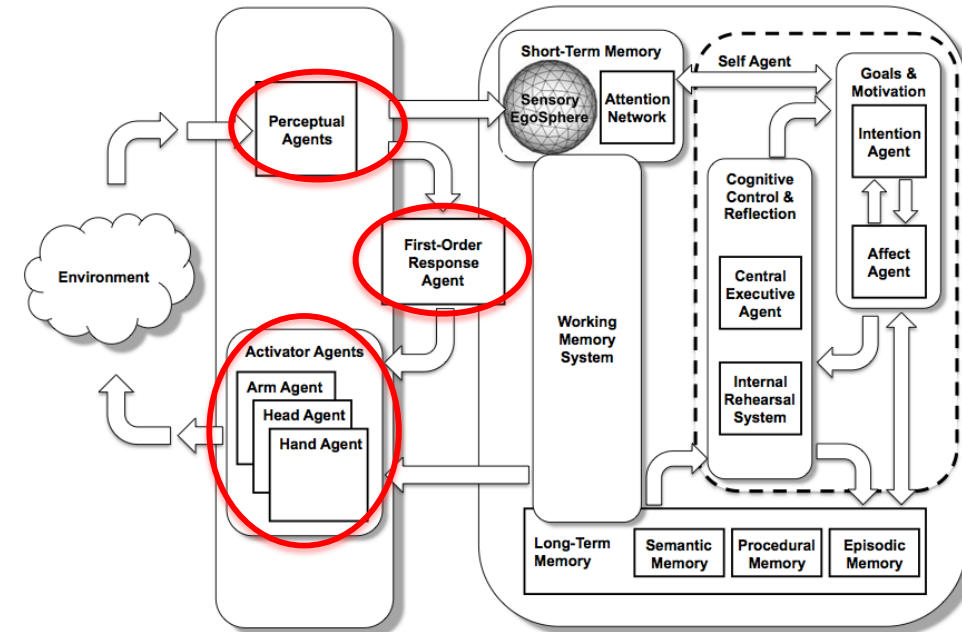 Short-Term Memory
Sensory
EgoSphere
Attention
Network
Self Agent
Goals &
Motivation
Intention
Agent
Affect
Agent
Perceptual
Agents
Cognitive
Control &
Reflection
Central
Executive
Agent
Internal
Rehearsal
System
First-Order
Response
Agent
Environment
Working
Memory
System
Activator Agents
Arm Agent
Head Agent
Hand Agent
Long-Term
Memory
Semantic
Memory
Procedural
Memory
Episodic
Memory